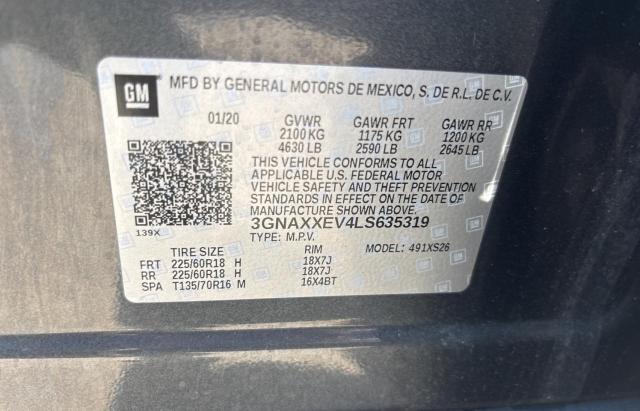 GM
MFD BY GENERAL MOTORS DE MEXICO, S. DE R.L. DE C.V.
01/20 GVWR GAWR FRT GAWR RR
2100 KG 1175 KG 1200 KG
4630 LB 2590 LB 2645 LB
THIS VEHICLE CONFORMS TO ALL
APPLICABLE U.S. FEDERAL MOTOR
VEHICLE SAFETY AND THEFT PREVENTION
STANDARDS IN EFFECT ON THE DATE OF
MANUFACTURE SHOWN ABOVE.
139X
3GNAXXEV4LS635319
TYPE: M.P.V. MODEL: 491XS26
TIRE SIZE RIM
FRT 225/60R18 H 18X7J
RR 225/60R18 H 18X7J
SPA T135/70R16 M 16X4BT